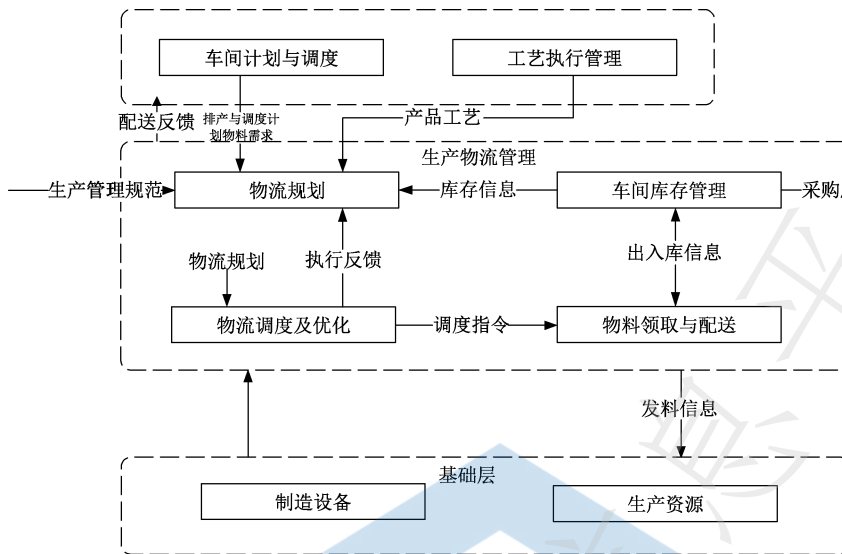 车间计划与调度
工艺执行管理
配送反馈
排产与调度计
划物料需求
产品工艺
生产物流管理
生产管理规范
物流规划
库存信息
车间库存管理
采购
物流规划
执行反馈
出入库信息
物流调度及优化
调度指令
物料领取与配送
发料信息
基础层
制造设备
生产资源